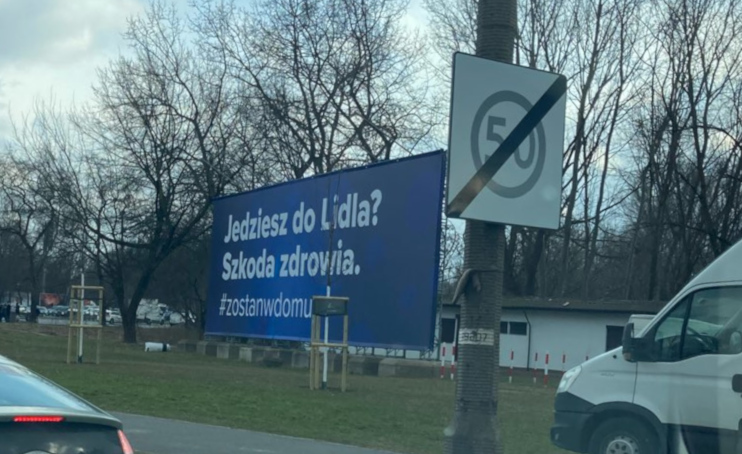 Jedziesz do Lidla?
Szkoda zdrowia.
#zostanwdomu
50